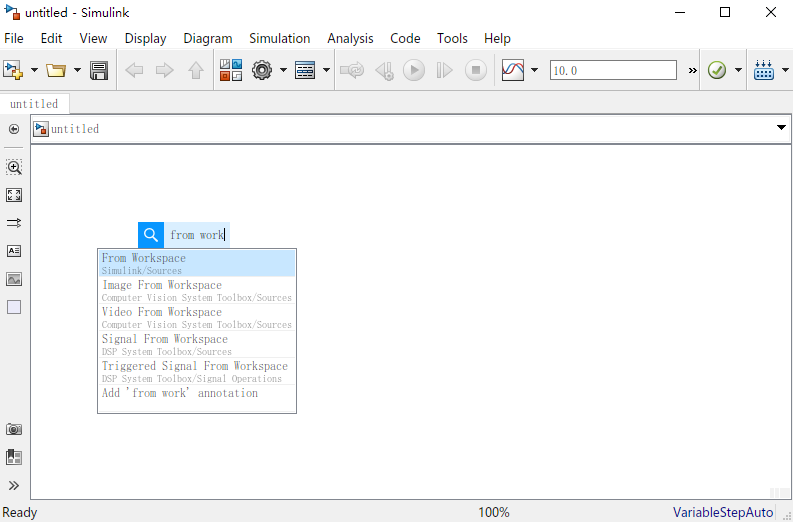 untitled - Simulink
File Edit View Display Diagram Simulation Analysis Code Tools Help
10.0 »
untitled
untitled
from work
From Workspace
Simulink/Sources
Image From Workspace
Computer Vision System Toolbox/Sources
Video From Workspace
Computer Vision System Toolbox/Sources
Signal From Workspace
DSP System Toolbox/Sources
Triggered Signal From Workspace
DSP System Toolbox/Signal Operations
Add 'from work' annotation
Ready 100% VariableStepAuto